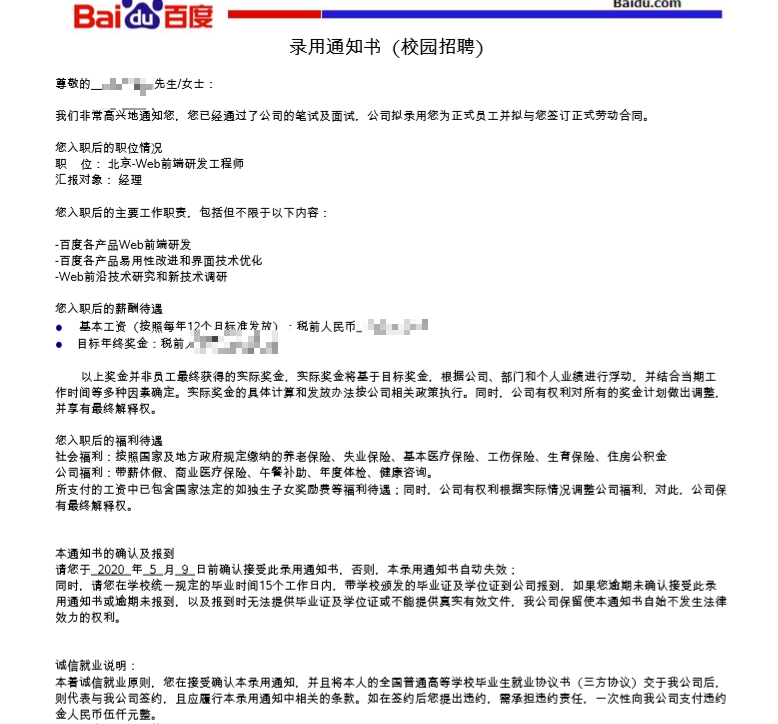 Baidu百度
Baidu.com
录用通知书（校园招聘）
尊敬的 先生/女士：
我们非常高兴地通知您，您已经通过了公司的笔试及面试，公司拟录用您为正式员工并拟与您签订正式劳动合同。
您入职后的职位情况
职 位： 北京-Web前端研发工程师
汇报对象： 经理
您入职后的主要工作职责，包括但不限于以下内容：
-百度各产品Web前端研发
-百度各产品易用性改进和界面技术优化
-Web前沿技术研究和新技术调研
您入职后的薪酬待遇
● 基本工资（按照每年12个月标准发放）：税前人民币
● 目标年终奖金：税前
以上奖金并非员工最终获得的实际奖金，实际奖金将基于目标奖金，根据公司、部门和个人业绩进行浮动，并结合当期工
作时间等多种因素确定。实际奖金的具体计算和发放办法按公司相关政策执行。同时，公司有权利对所有的奖金计划做出调整，
并享有最终解释权。
您入职后的福利待遇
社会福利：按照国家及地方政府规定缴纳的养老保险、失业保险、基本医疗保险、工伤保险、生育保险、住房公积金
公司福利：带薪休假、商业医疗保险、午餐补助、年度体检、健康咨询。
所支付的工资中已包含国家法定的如独生子女奖励费等福利待遇；同时，公司有权利根据实际情况调整公司福利，对此，公司保
有最终解释权。
本通知书的确认及报到
请您于 2020 年 5 月 9 日前确认接受此录用通知书，否则，本录用通知书自动失效；
同时，请您在学校统一规定的毕业时间15个工作日内，带学校颁发的毕业证及学位证到公司报到，如果您逾期未确认接受此录
用通知书或逾期未报到，以及报到时无法提供毕业证及学位证或不能提供真实有效文件，我公司保留使本通知书自始不发生法律
效力的权利。
诚信就业说明：
本着诚信就业原则，您在接受确认本录用通知，并且将本人的全国普通高等学校毕业生就业协议书（三方协议）交于我公司后，
则代表与我公司签约，且应履行本录用通知中相关的条款。如在签约后您提出违约，需承担违约责任，一次性向我公司支付违约
金人民币伍仟元整。